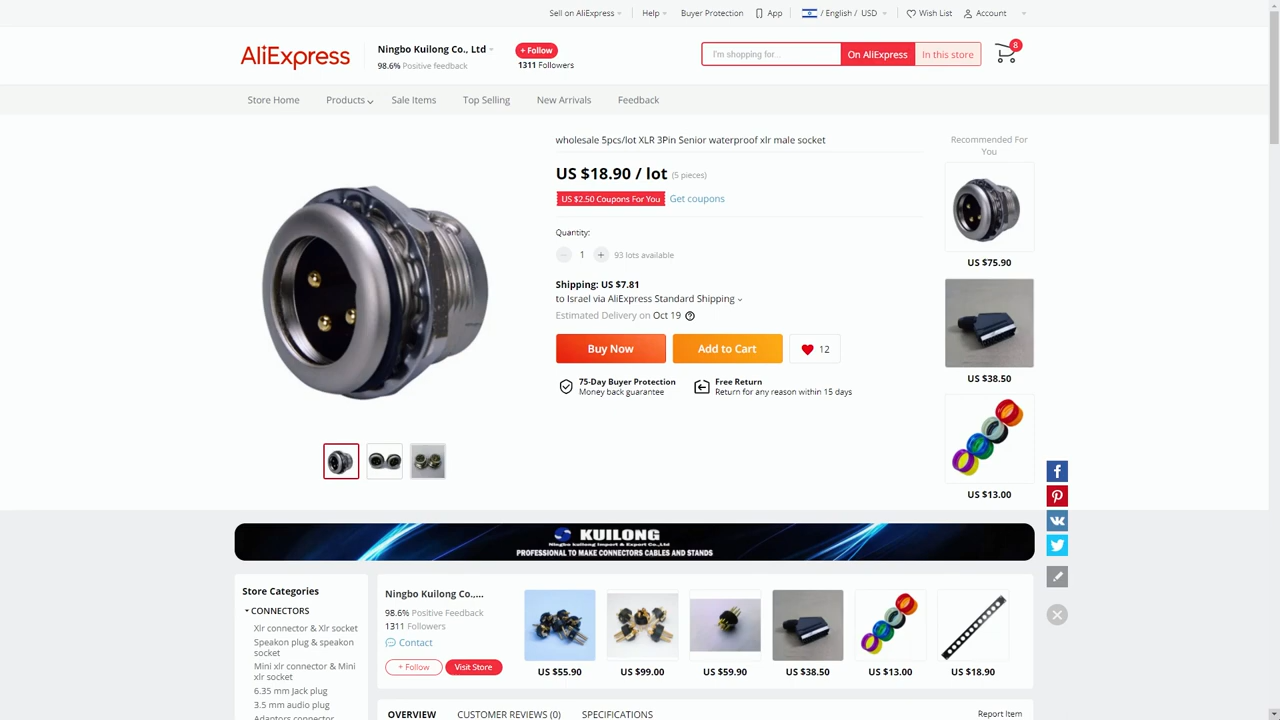 Sell on AliExpress
Help
Buyer Protection
App
/ English / USD
Wish List
Account
AliExpress
Ningbo Kuilong Co., Ltd
98.6% Positive feedback
+ Follow
1311 Followers
I'm shopping for...
On AliExpress
In this store
8
Store Home
Products
Sale Items
Top Selling
New Arrivals
Feedback
wholesale 5pcs/lot XLR 3Pin Senior waterproof xlr male socket
US $18.90 / lot (5 pieces)
US $2.50 Coupons For You
Get coupons
Quantity:
1
93 lots available
Shipping: US $7.81
to Israel via AliExpress Standard Shipping
Estimated Delivery on Oct 19
Buy Now
Add to Cart
12
75-Day Buyer Protection
Money back guarantee
Free Return
Return for any reason within 15 days
Recommended For
You
US $75.90
US $38.50
US $13.00
KUILONG
Ningbo kuilong Import & Export Co.,Ltd
PROFESSIONAL TO MAKE CONNECTORS CABLES AND STANDS
Store Categories
CONNECTORS
Xlr connector & Xlr socket
Speakon plug & speakon
socket
Mini xlr connector & Mini
xlr socket
6.35 mm Jack plug
3.5 mm audio plug
Adaptors connector
Ningbo Kuilong Co.,...
98.6% Positive Feedback
1311 Followers
Contact
+ Follow
Visit Store
US $55.90
US $99.00
US $59.90
US $38.50
US $13.00
US $18.90
OVERVIEW
CUSTOMER REVIEWS (0)
SPECIFICATIONS
Report Item